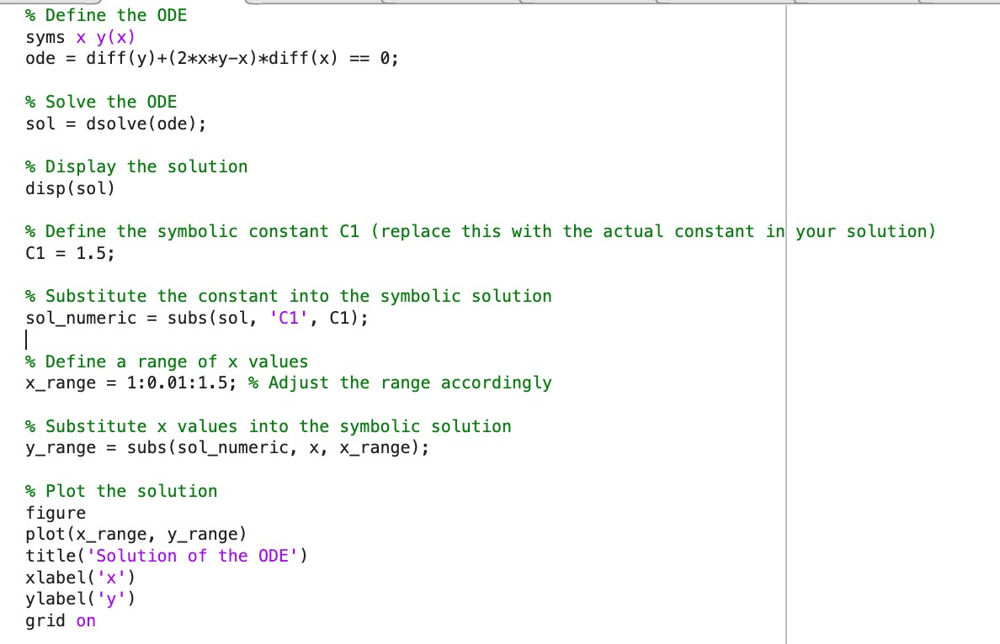 % Define the ODE
syms x y(x)
ode = diff(y)+(2*x*y-x)*diff(x) == 0;
% Solve the ODE
sol = dsolve(ode);
% Display the solution
disp(sol)
% Define the symbolic constant C1 (replace this with the actual constant in your solution)
C1 = 1.5;
% Substitute the constant into the symbolic solution
sol_numeric = subs(sol, 'C1', C1);
% Define a range of x values
x_range = 1:0.01:1.5; % Adjust the range accordingly
% Substitute x values into the symbolic solution
y_range = subs(sol_numeric, x, x_range);
% Plot the solution
figure
plot(x_range, y_range)
title('Solution of the ODE')
xlabel('x')
ylabel('y')
grid on